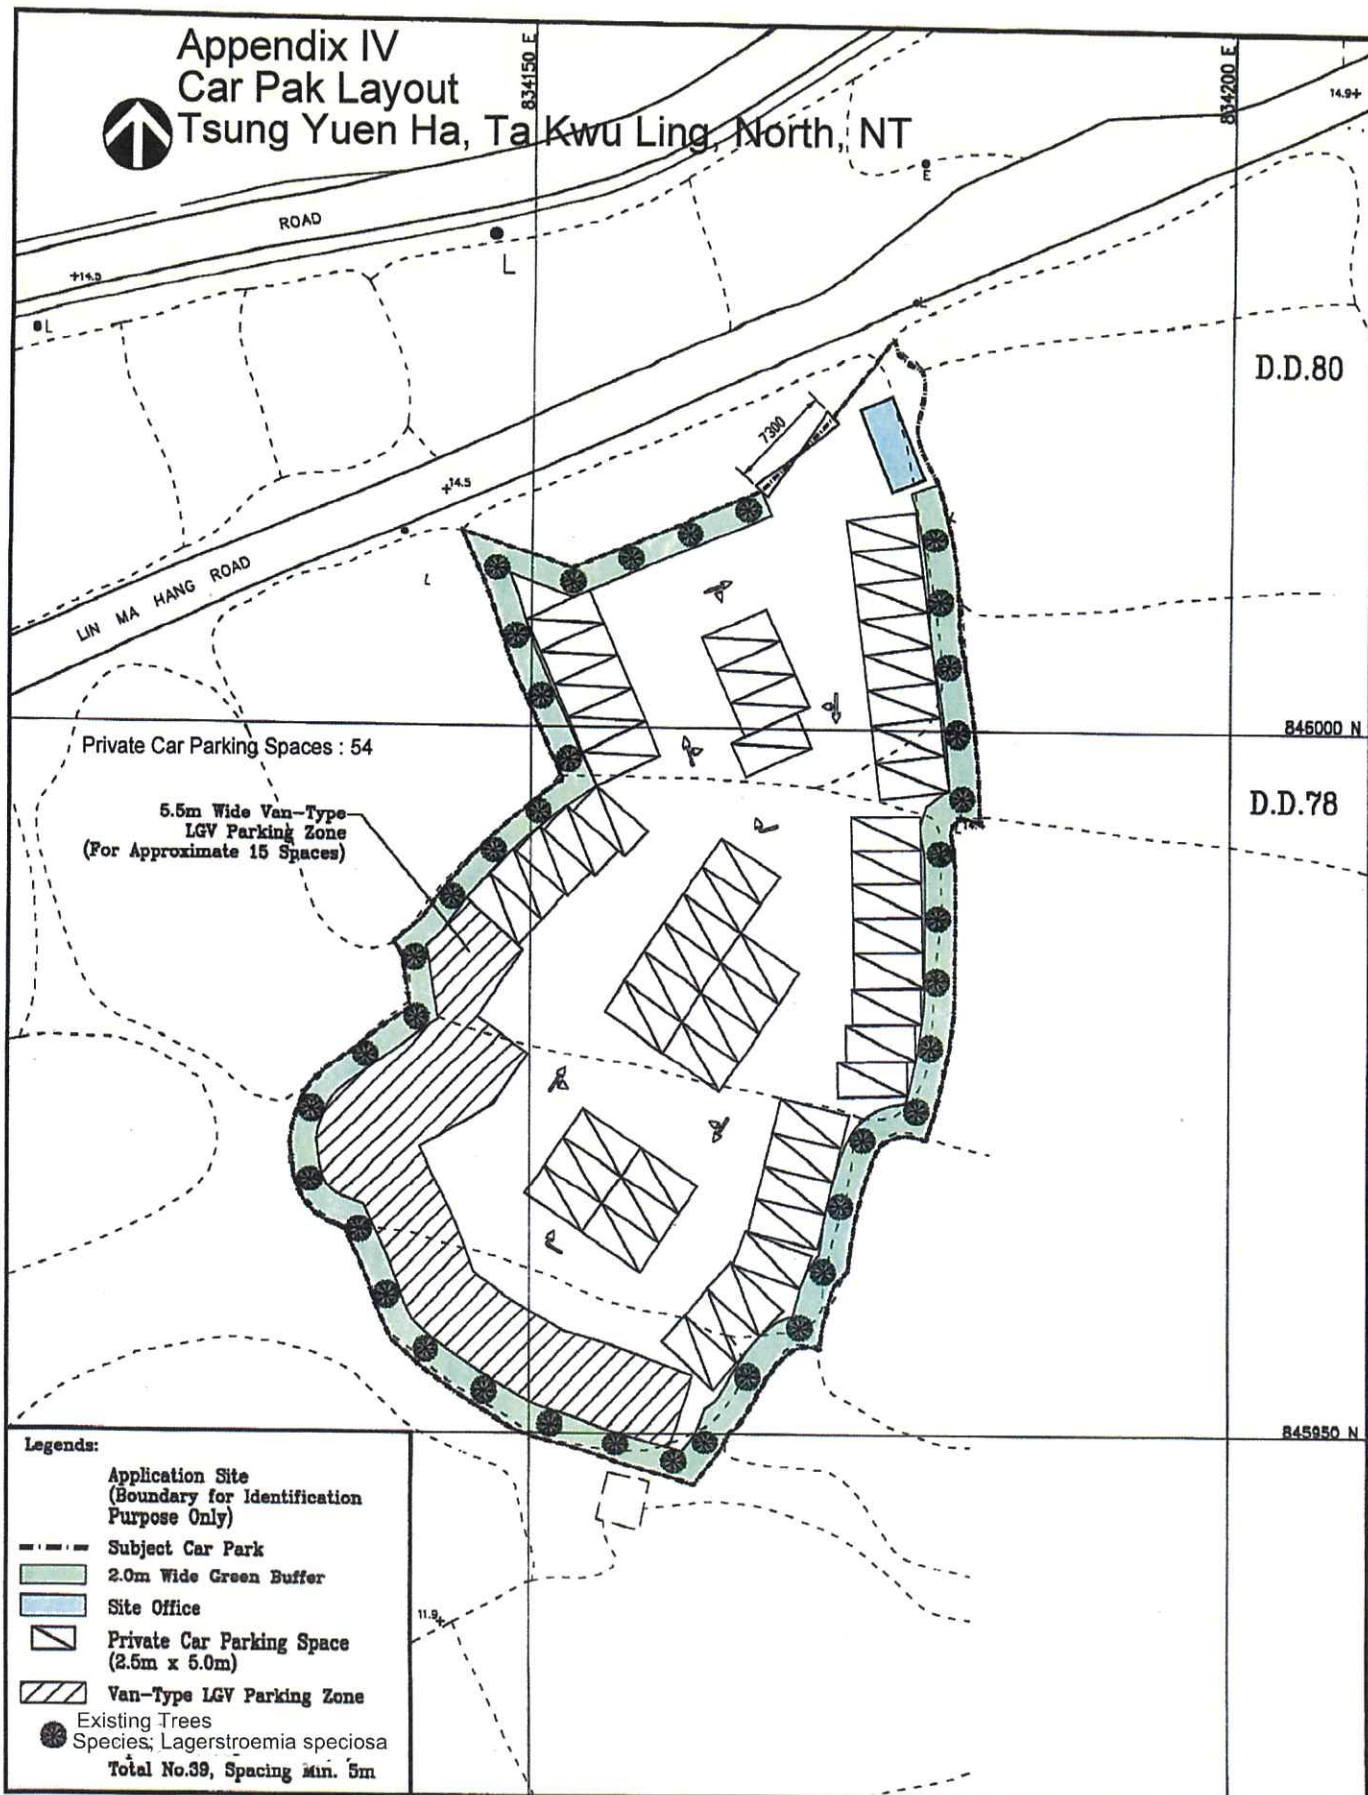 Appendix IV
Car Pak Layout
Tsung Yuen Ha, Ta Kwu Ling, North, NT
834150 E
834200 E
14.9+
E
ROAD
L
+14.5
L
L
D.D.80
7300
+14.5
LIN MA HANG ROAD
L
846000 N
Private Car Parking Spaces : 54
D.D.78
5.5m Wide Van-Type
LGV Parking Zone
(For Approximate 15 Spaces)
845950 N
Legends:
Application Site
(Boundary for Identification
Purpose Only)
Subject Car Park
2.0m Wide Green Buffer
Site Office
Private Car Parking Space
(2.5m x 5.0m)
Van-Type LGV Parking Zone
Existing Trees
Species; Lagerstroemia speciosa
Total No.39, Spacing Min. 5m
11.9+